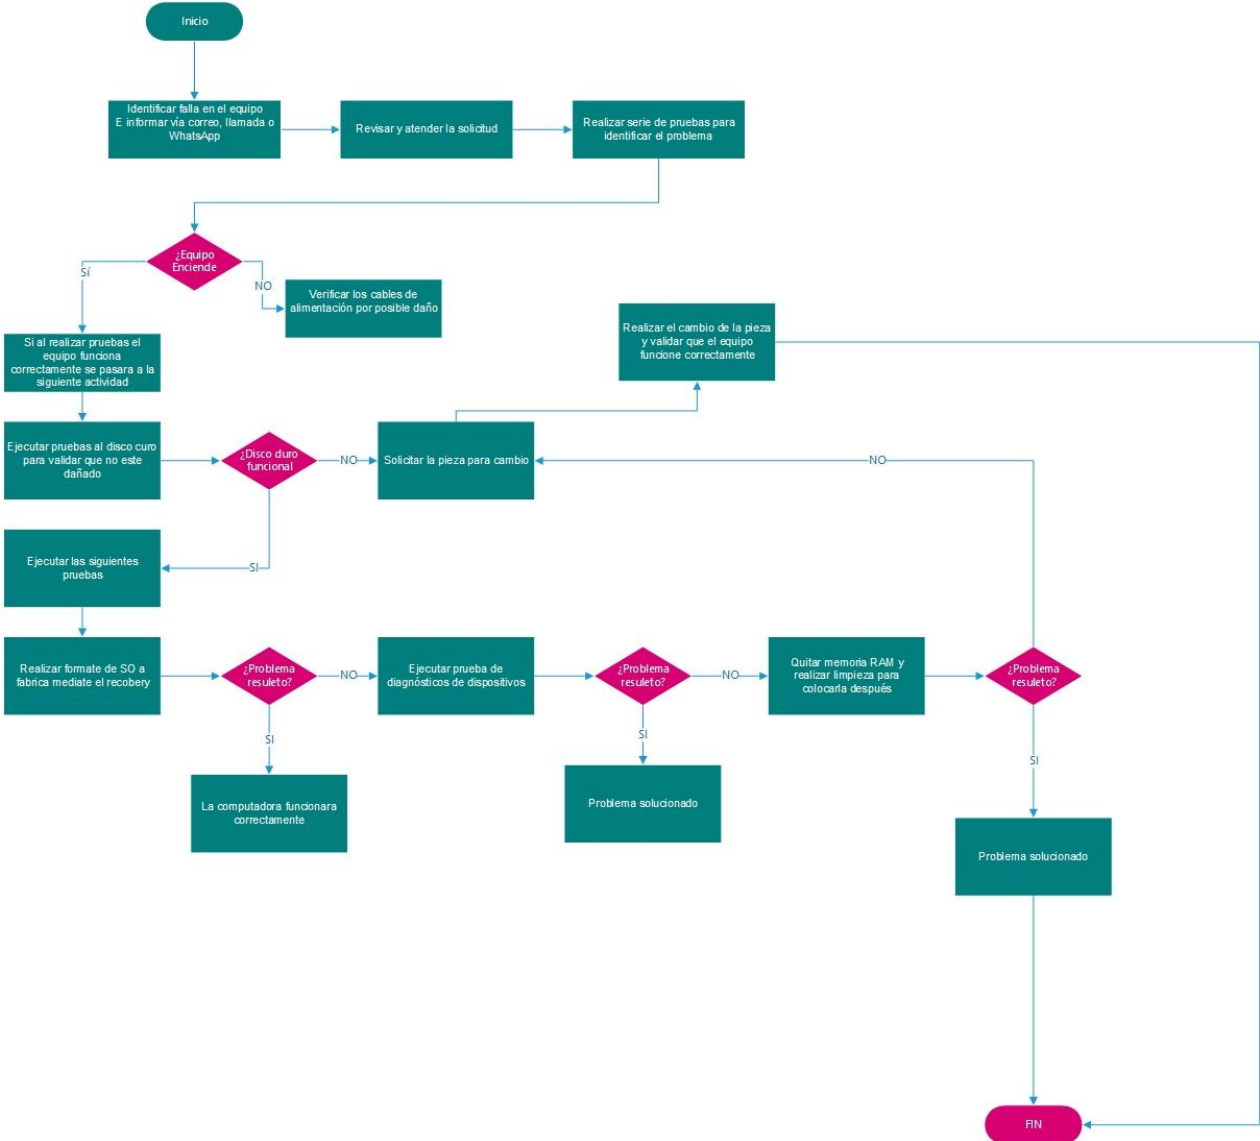 Inicio
Identificar falla en el equipo
E informar vía correo, llamada o
WhatsApp
Revisar y atender la solicitud
Realizar serie de pruebas para
identificar el problema
¿Equipo
Enciende
Sí
NO
Verificar los cables de
alimentación por posible daño
Si al realizar pruebas el
equipo funciona
correctamente se pasara a la
siguiente actividad
Realizar el cambio de la pieza
y validar que el equipo
funcione correctamente
Ejecutar pruebas al disco curo
para validar que no este
dañado
¿Disco duro
funcional
NO
Solicitar la pieza para cambio
NO
Ejecutar las siguientes
pruebas
SI
Realizar formate de SO a
fabrica mediate el recobery
¿Problema
resuleto?
NO
Ejecutar prueba de
diagnósticos de dispositivos
¿Problema
resuleto?
NO
Quitar memoria RAM y
realizar limpieza para
colocarla después
¿Problema
resuleto?
SI
SI
SI
La computadora funcionara
correctamente
Problema solucionado
Problema solucionado
FIN